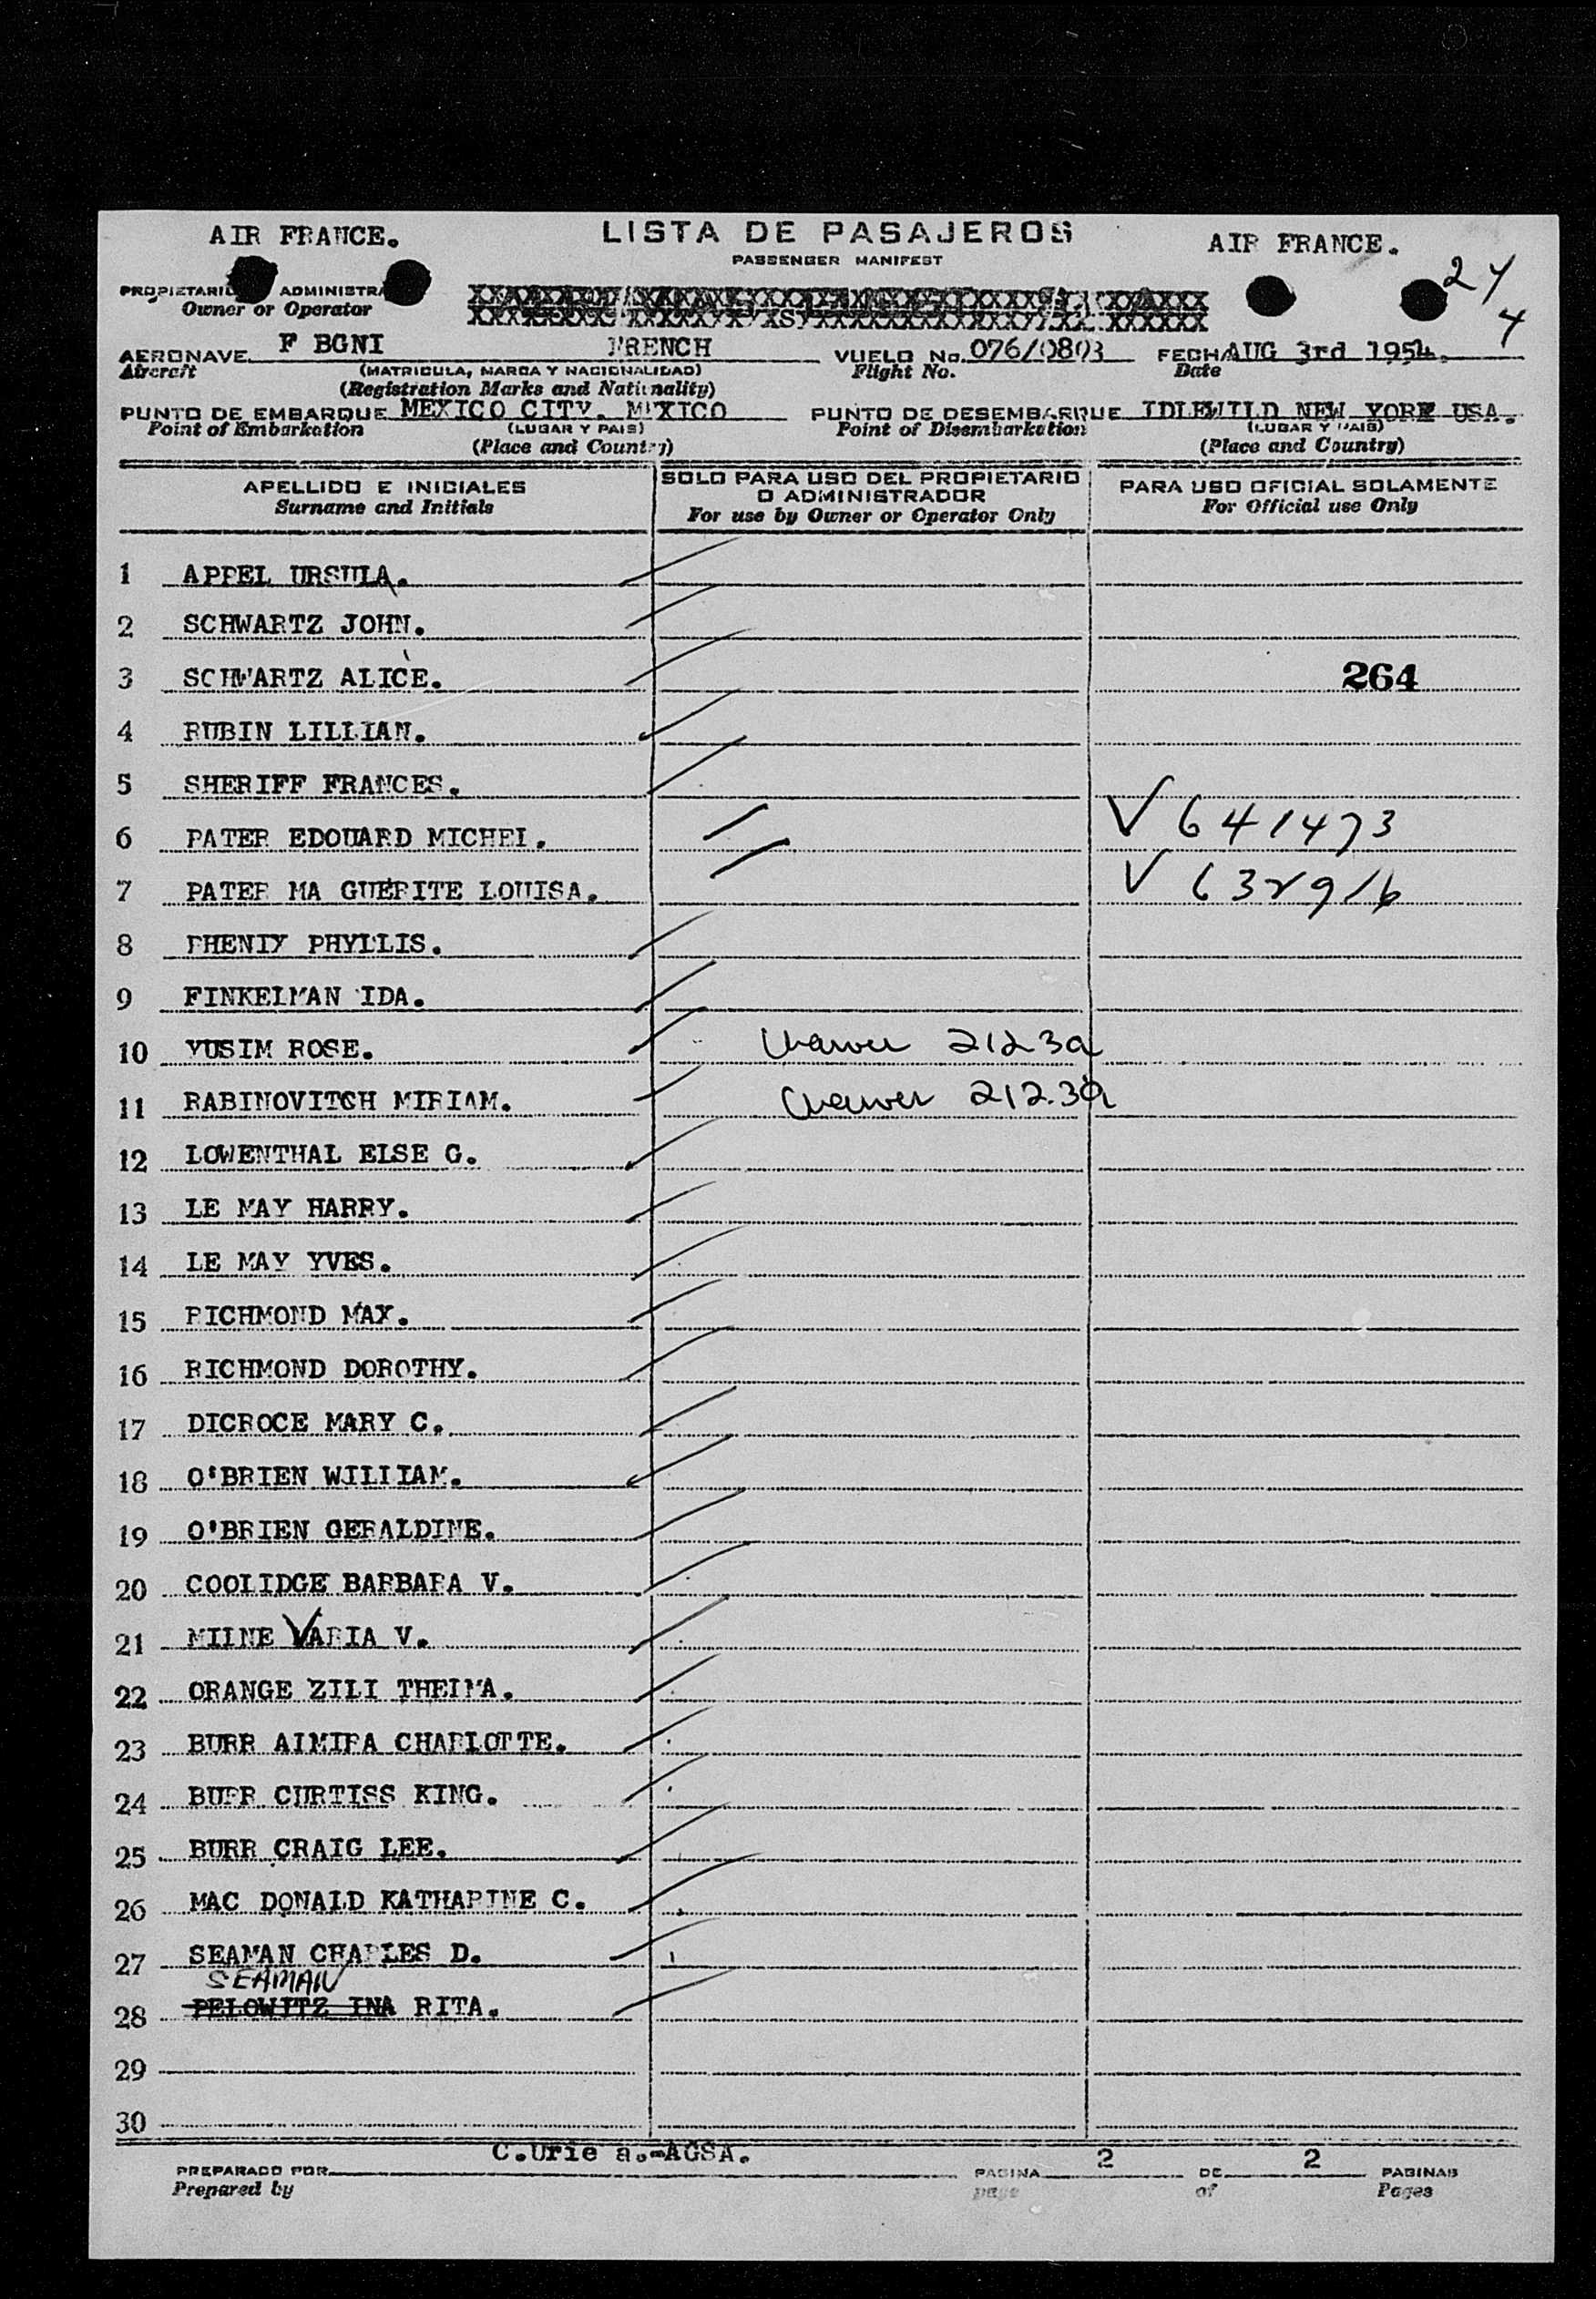 AIR FRANCE.
LISTA DE PASAJEROS
AIR FRANCE.
PASSENGER MANIFEST
24
4
PROPIETARIO ADMINISTRA
Owner or Operator
AERONAVE F BGNI FRENCH VUELO No. 076/0803 FECHA AUG 3rd 1954.
Aircraft (MATRICULA, MARCA Y NACIONALIDAD) Flight No. Date
(Registration Marks and Nationality)
PUNTO DE EMBARQUE MEXICO CITY. MEXICO PUNTO DE DESEMBARQUE IDLEWILD NEW YORK USA.
Point of Embarkation (LUGAR Y PAIS) Point of Disembarkation (LUGAR Y PAIS)
(Place and Country) (Place and Country)
APELLIDO E INICIALES
Surname and Initials
SOLO PARA USO DEL PROPIETARIO
O ADMINISTRADOR
For use by Owner or Operator Only
PARA USO OFICIAL SOLAMENTE
For Official use Only
1 APPEL URSULA.
2 SCHWARTZ JOHN.
3 SCHWARTZ ALICE. 264
4 RUBIN LILLIAN.
5 SHERIFF FRANCES.
6 PATER EDOUARD MICHEL. √ 641473
7 PATER MA GUERITE LOUISA. √ 632916
8 PHENIX PHYLLIS.
9 FINKELMAN IDA.
10 YUSIM ROSE. 212.3a
11 RABINOVITCH MIRIAM. 212.3a
12 LOWENTHAL ELSE G.
13 LE MAY HARRY.
14 LE MAY YVES.
15 RICHMOND MAX.
16 RICHMOND DOROTHY.
17 DICROCE MARY C.
18 O'BRIEN WILLIAM.
19 O'BRIEN GERALDINE.
20 COOLIDGE BARBARA V.
21 MILNE VARIA V.
22 ORANGE ZILI THELMA.
23 BURR ALMIRA CHARLOTTE.
24 BURR CURTISS KING.
25 BURR CRAIG LEE.
26 MAC DONALD KATHARINE C.
27 SEAMAN CHARLES D.
SEAMAN
28 PELOWITZ INA RITA.
29
30
C.Urie a.-AGSA. 2 2
PREPARADO POR PAGINA DE PAGINAS
Prepared by page of Pages